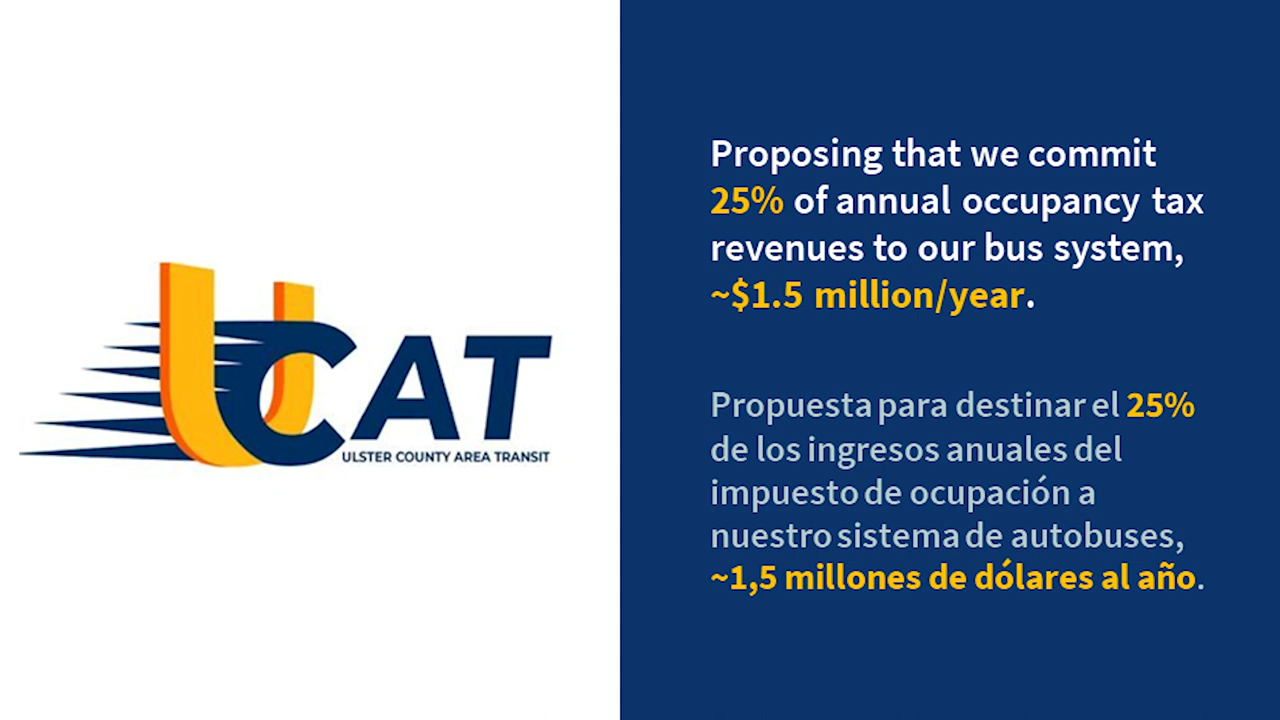 UCAT
ULSTER COUNTY AREA TRANSIT
Proposing that we commit
25% of annual occupancy tax
revenues to our bus system,
~$1.5 million/year.
Propuesta para destinar el 25%
de los ingresos anuales del
impuesto de ocupación a
nuestro sistema de autobuses,
~1,5 millones de dólares al año.